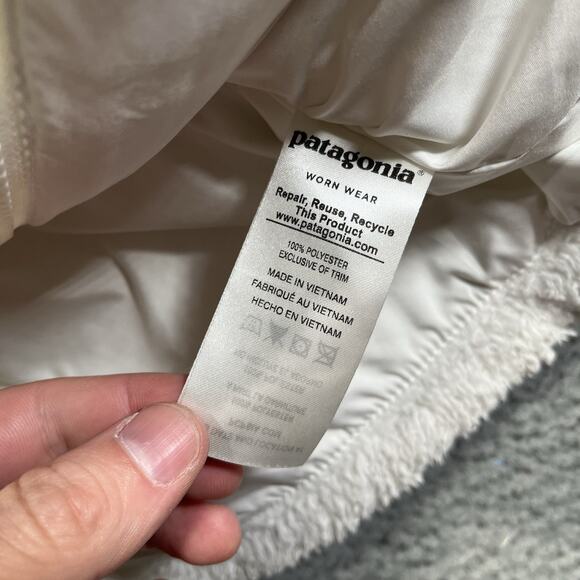 patagonia®
WORN WEAR
Repair, Reuse, Recycle
This Product
www.patagonia.com
100% POLYESTER
EXCLUSIVE OF TRIM
MADE IN VIETNAM
FABRIQUÉ AU VIETNAM
HECHO EN VIETNAM